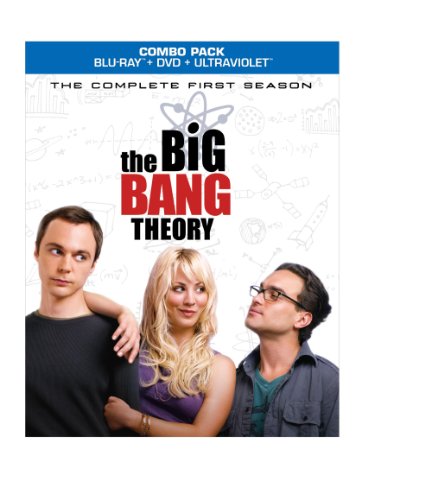 COMBO PACK
BLU-RAY™ + DVD + ULTRAVIOLET™
THE COMPLETE FIRST SEASON
the BiG
BANG
THEORY